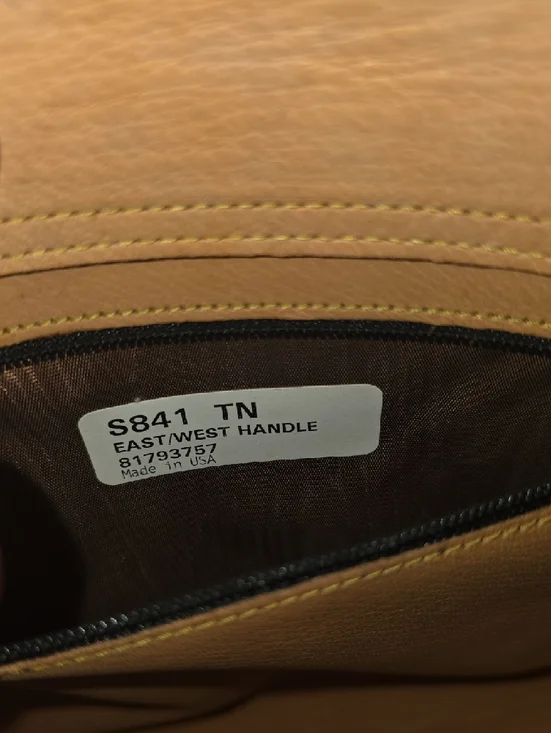 S841 TN
EAST/WEST HANDLE
81793757
Made in USA